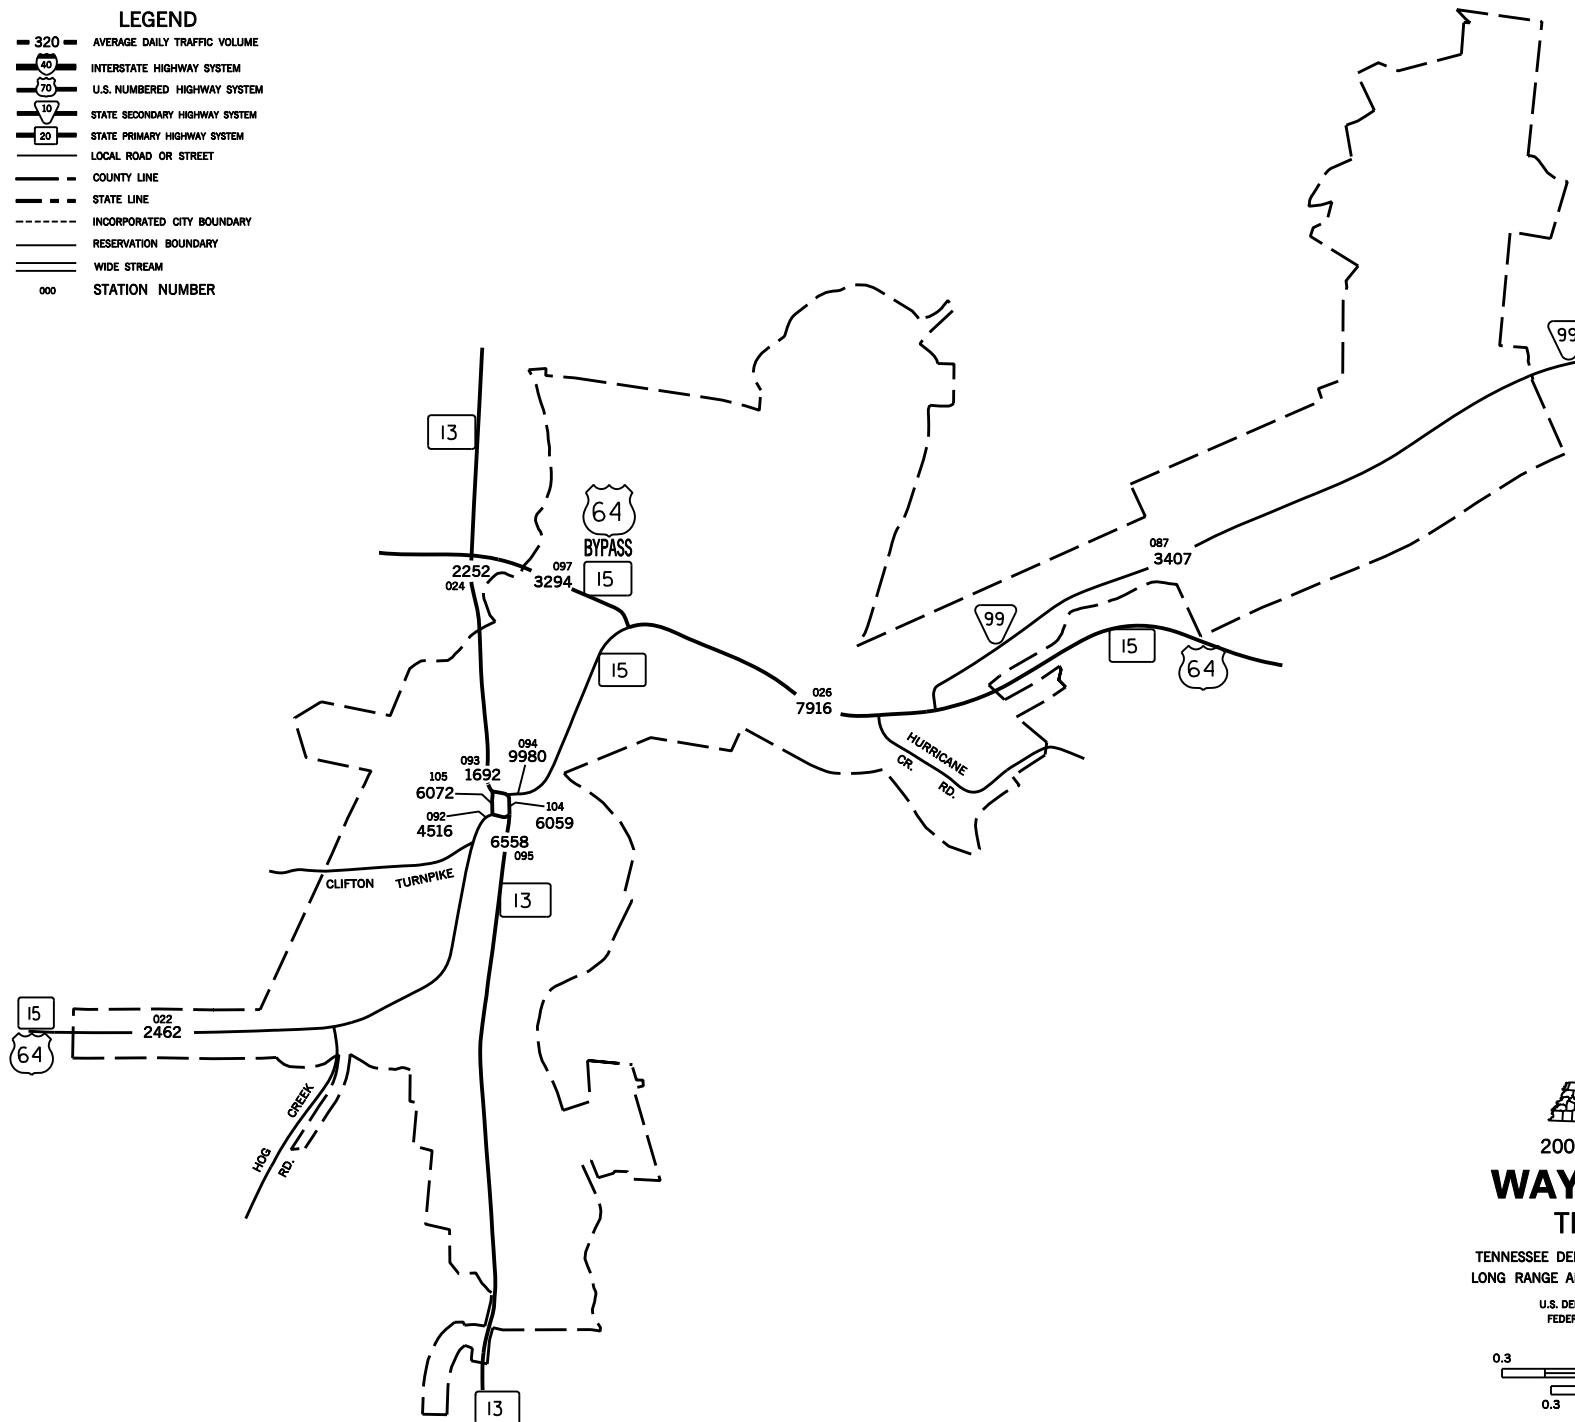 LEGEND
320 AVERAGE DAILY TRAFFIC VOLUME
40 INTERSTATE HIGHWAY SYSTEM
70 U.S. NUMBERED HIGHWAY SYSTEM
10 STATE SECONDARY HIGHWAY SYSTEM
20 STATE PRIMARY HIGHWAY SYSTEM
LOCAL ROAD OR STREET
COUNTY LINE
STATE LINE
INCORPORATED CITY BOUNDARY
RESERVATION BOUNDARY
WIDE STREAM
000 STATION NUMBER
99
13
64
BYPASS
15
097
3294
2252
024
087
3407
99
15
64
15
026
7916
HURRICANE
CR.
RD.
094
9980
093
1692
105
6072
104
6059
092
4516
6558
095
CLIFTON TURNPIKE
13
15
64
022
2462
HOG CREEK
RD.
13
200
WAY
TENNESSEE
LONG RANGE
U.S.
0.3
0.3